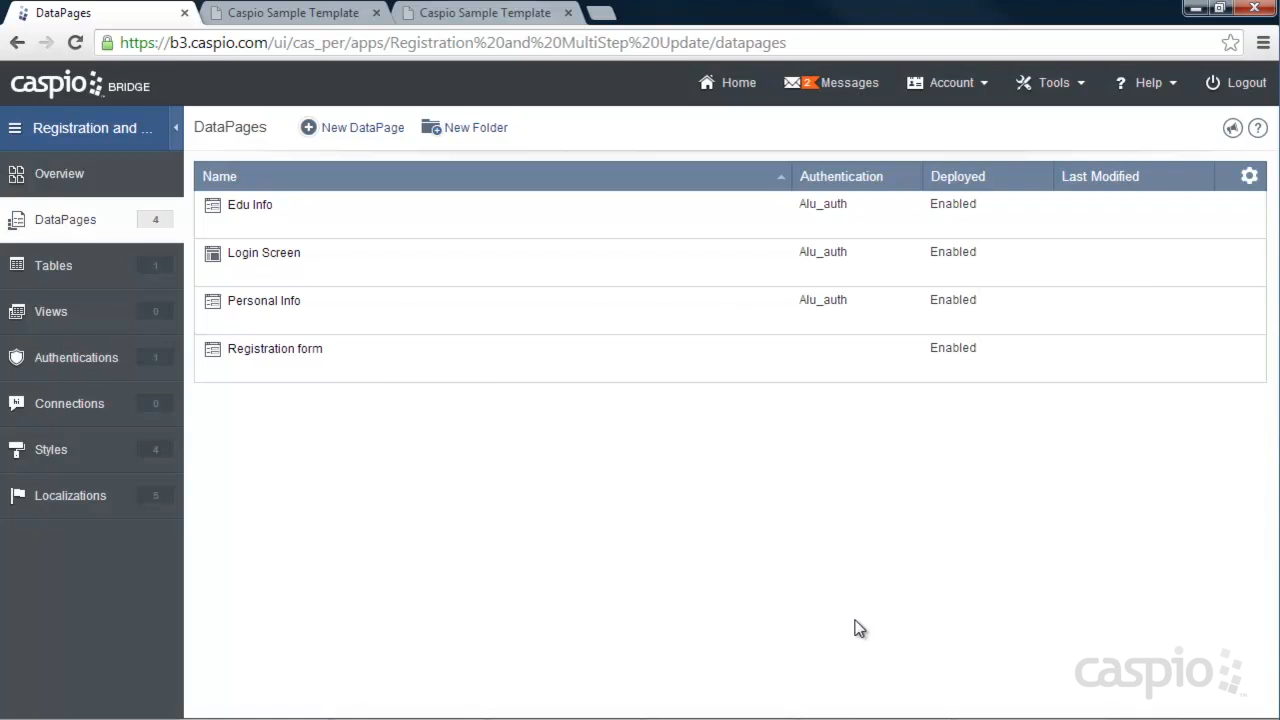 DataPages
Caspio Sample Template
Caspio Sample Template
https://b3.caspio.com/ui/cas_per/apps/Registration%20and%20MultiStep%20Update/datapages
caspio BRIDGE
Home
2 Messages
Account
Tools
? Help
Logout
Registration and ...
DataPages
New DataPage
New Folder
?
Overview
DataPages 4
Tables 1
Views 0
Authentications 1
Connections 0
Styles 4
Localizations 5
Name Authentication Deployed Last Modified
Edu Info Alu_auth Enabled
Login Screen Alu_auth Enabled
Personal Info Alu_auth Enabled
Registration form Enabled
caspio